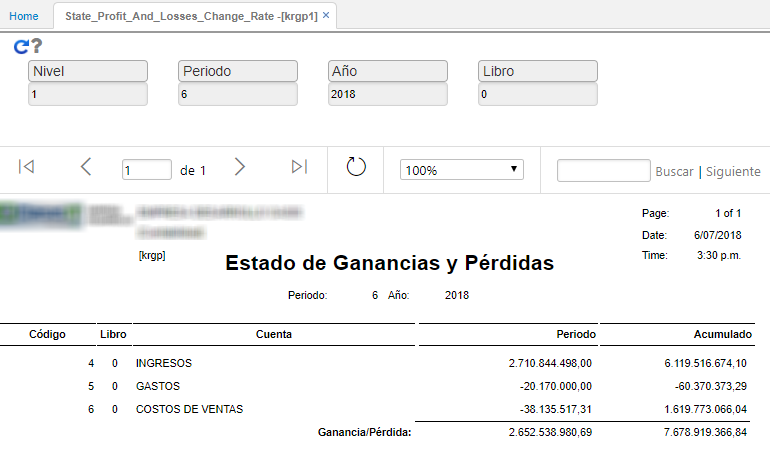 Home State_Profit_And_Losses_Change_Rate -[krgp1] ×
?
Nivel Periodo Año Libro
1 6 2018 0
1 de 1 100% Buscar | Siguiente
Page: 1 of 1
Date: 6/07/2018
[krgp] Time: 3:30 p.m.
Estado de Ganancias y Pérdidas
Periodo: 6 Año: 2018
Código Libro Cuenta Periodo Acumulado
4 0 INGRESOS 2.710.844.498,00 6.119.516.674,10
5 0 GASTOS -20.170.000,00 -60.370.373,29
6 0 COSTOS DE VENTAS -38.135.517,31 1.619.773.066,04
Ganancia/Pérdida: 2.652.538.980,69 7.678.919.366,84